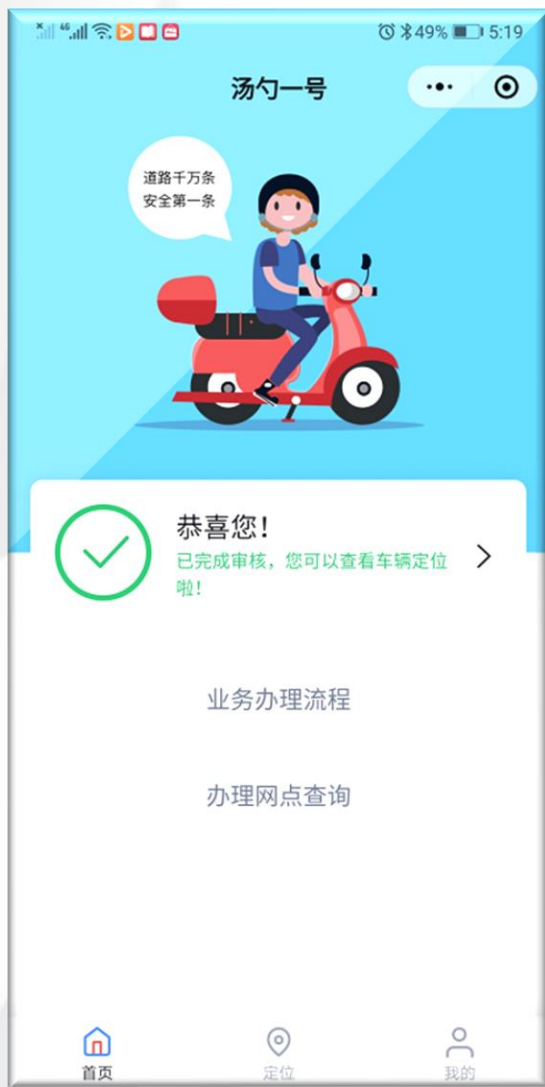 46 49% 5:19
汤勺一号
道路千万条
安全第一条
恭喜您！
已完成审核，您可以查看车辆定位
啦！
业务办理流程
办理网点查询
首页 定位 我的